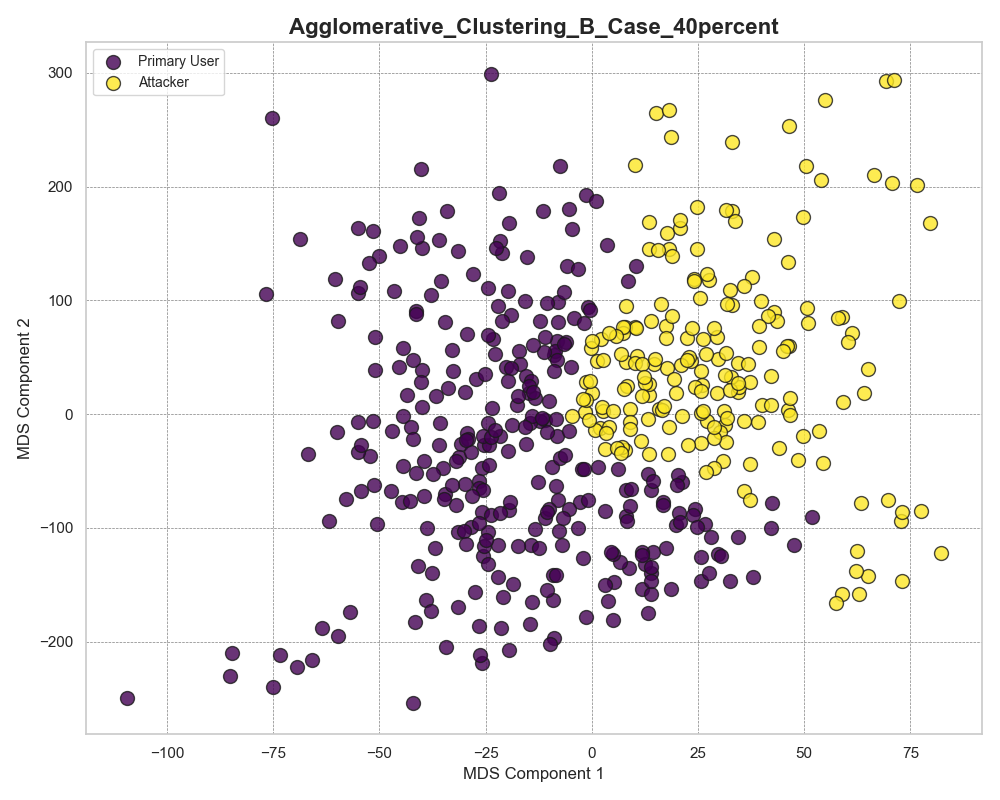 Agglomerative_Clustering_B_Case_40percent
Primary User
Attacker
300
200
100
0
−100
−200
MDS Component 2
−100
−75
−50
−25
0
25
50
75
MDS Component 1